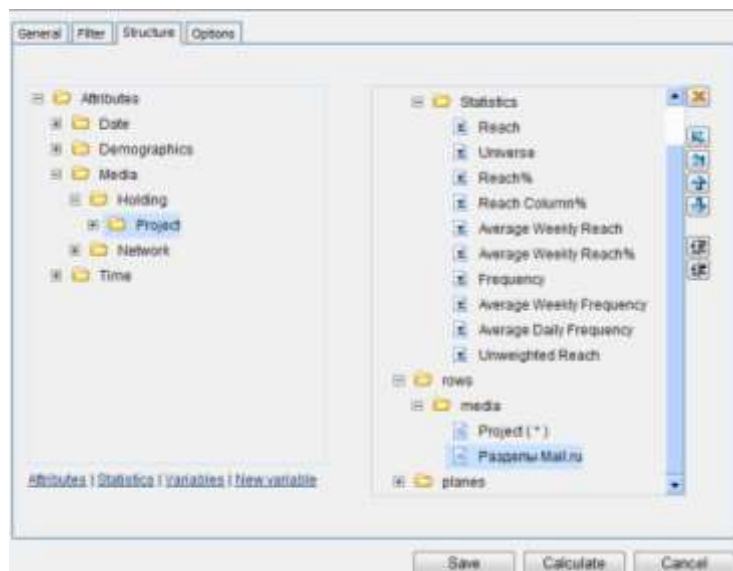 General Filter Structure Options
Attributes
Date
Demographics
Media
Holding
Project
Network
Time
Attributes | Statistics | Variables | New variable
Statistics
Reach
Universe
Reach%
Reach Column%
Average Weekly Reach
Average Weekly Reach%
Frequency
Average Weekly Frequency
Average Daily Frequency
Unweighted Reach
rows
media
Project ( * )
Разделы Mail.ru
planes
Save Calculate Cancel